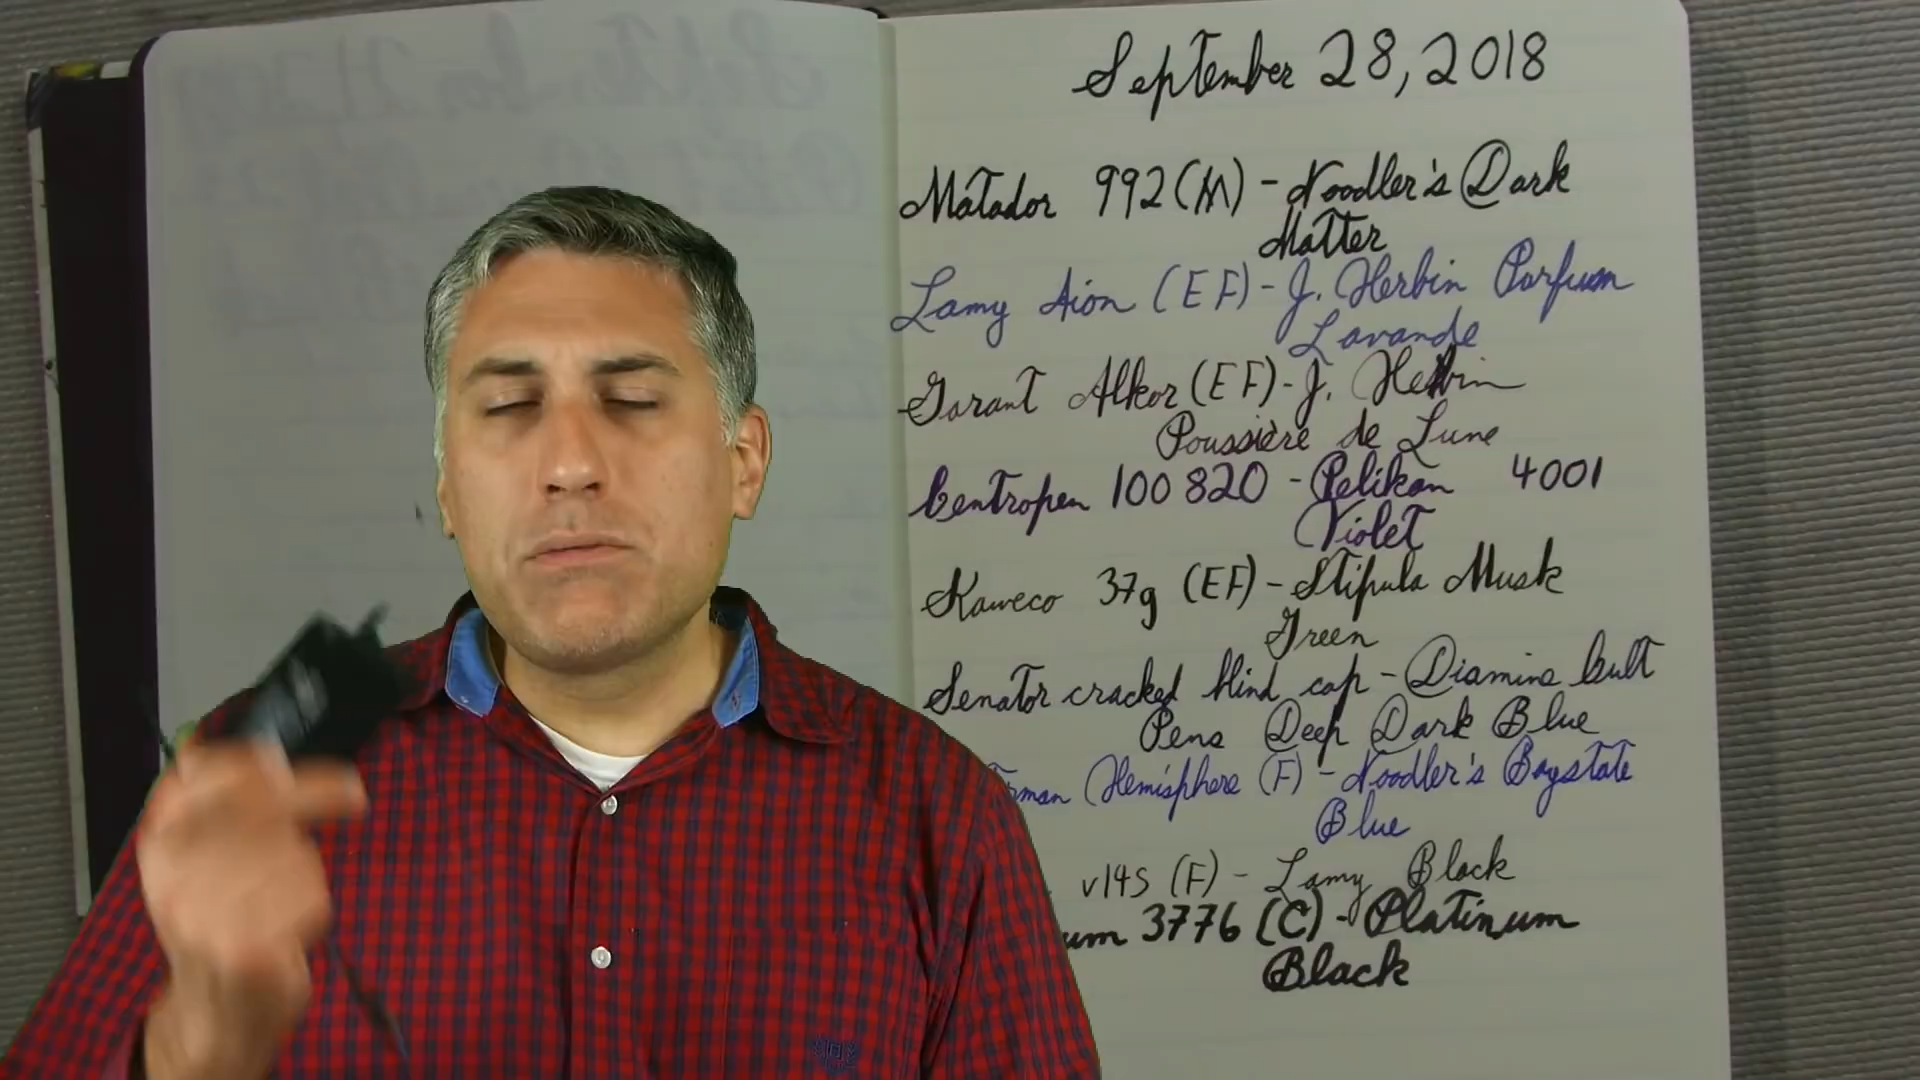 September 28, 2018
Matador 992 (M) - Noodler's Dark
Matter
Lamy Aion (EF) - J. Herbin Parfum
Lavande
Garant Alkor (EF) - J. Herbin
Poussière de Lune
Centropen 100 820 - Pelikan 4001
Violet
Kaweco 37g (EF) - Stipula Musk
Green
Senator cracked blind cap - Diamine Cult
Pens Deep Dark Blue
rman Hemisphere (F) - Noodler's Baystate
Blue
v14s (F) - Lamy Black
um 3776 (C) - Platinum
Black